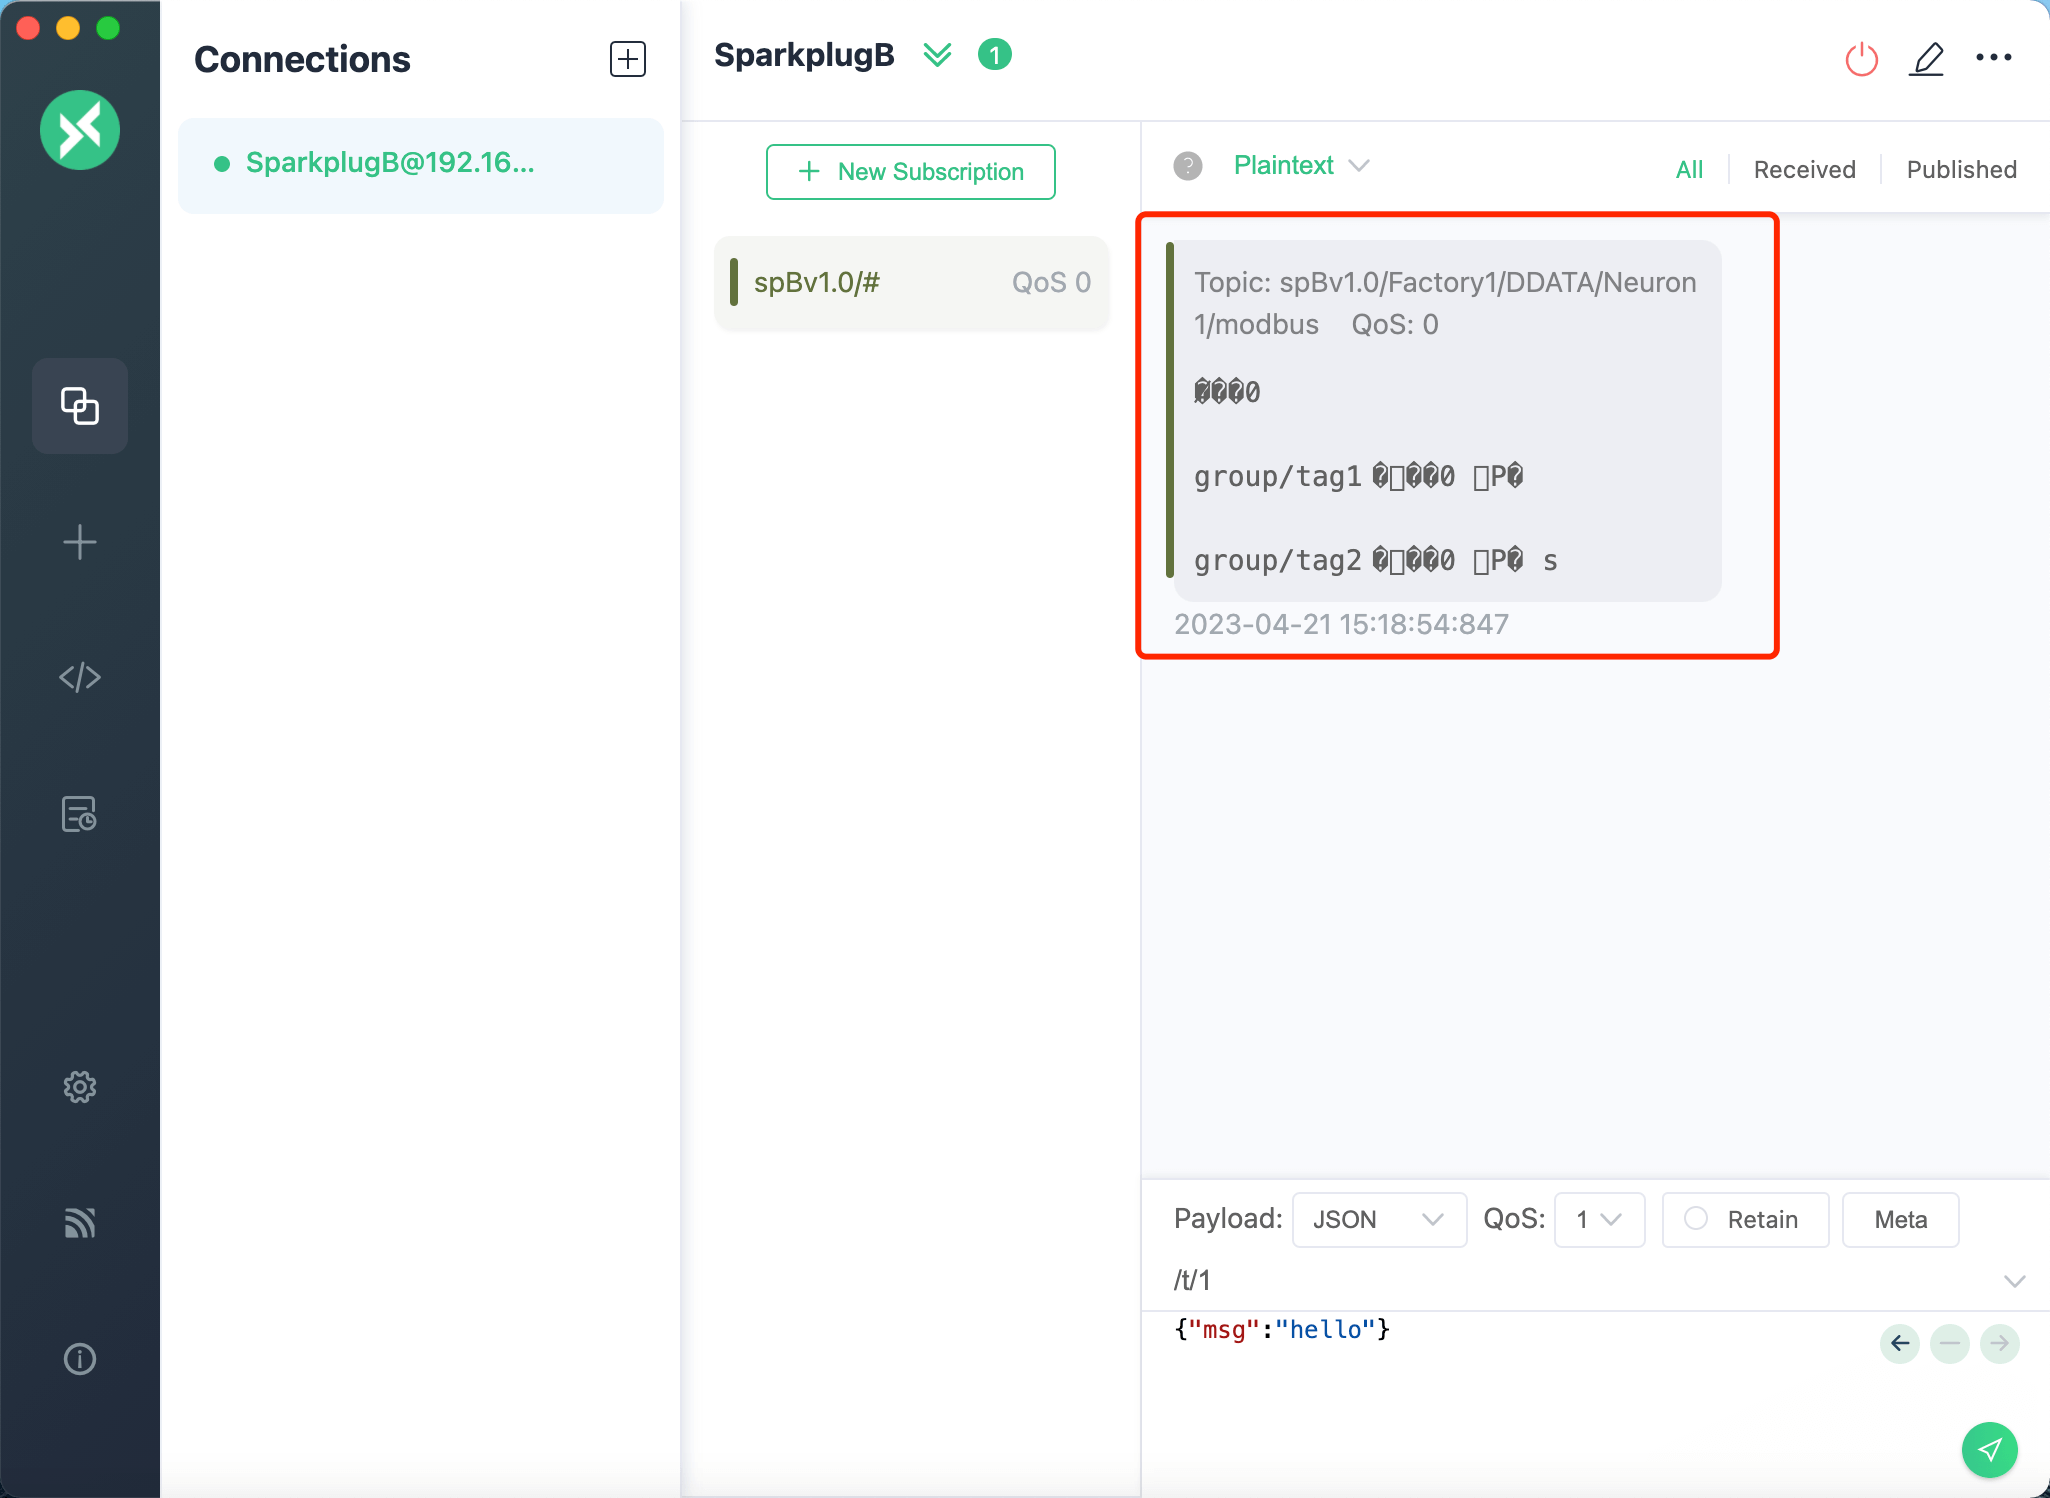 Connections
SparkplugB@192.16...
SparkplugB
1
New Subscription
spBv1.0/# QoS 0
Plaintext
All
Received
Published
Topic: spBv1.0/Factory1/DDATA/Neuron
1/modbus QoS: 0
���0
group/tag1 �▯��0 ▯P�
group/tag2 �▯��0 ▯P� s
2023-04-21 15:18:54:847
Payload: JSON QoS: 1 Retain Meta
/t/1
{"msg":"hello"}